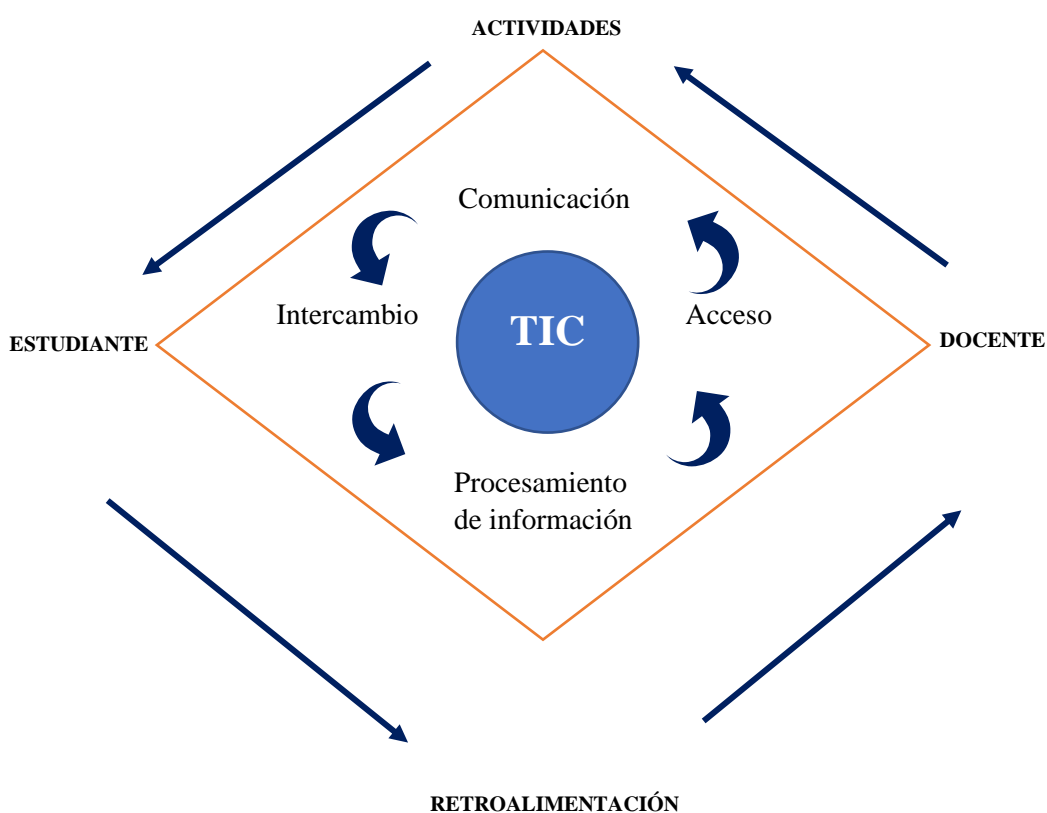 ACTIVIDADES
Comunicación
Intercambio
TIC
Acceso
ESTUDIANTE
DOCENTE
Procesamiento
de información
RETROALIMENTACIÓN